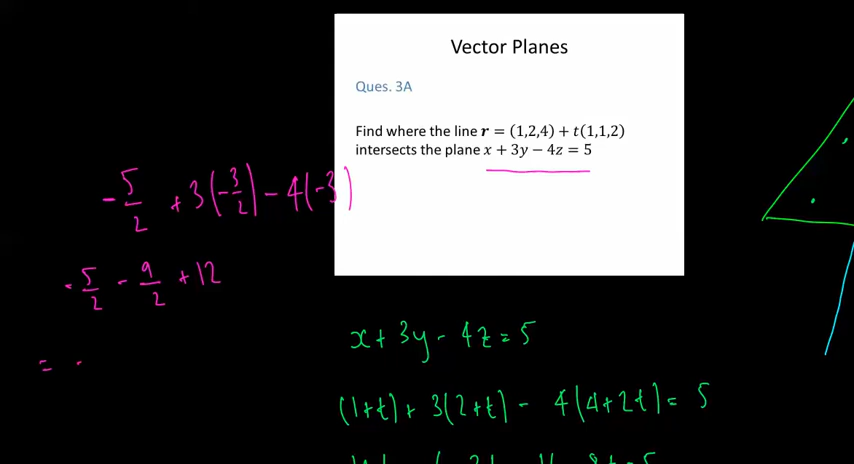 Vector Planes
Ques. 3A
Find where the line r = (1,2,4) + t(1,1,2)
intersects the plane x + 3y − 4z = 5
-5/2 + 3(-3/2) - 4(-3)
-5/2 - 9/2 + 12
= -
x + 3y - 4z = 5
(1+t) + 3(2+t) - 4(4+2t) = 5